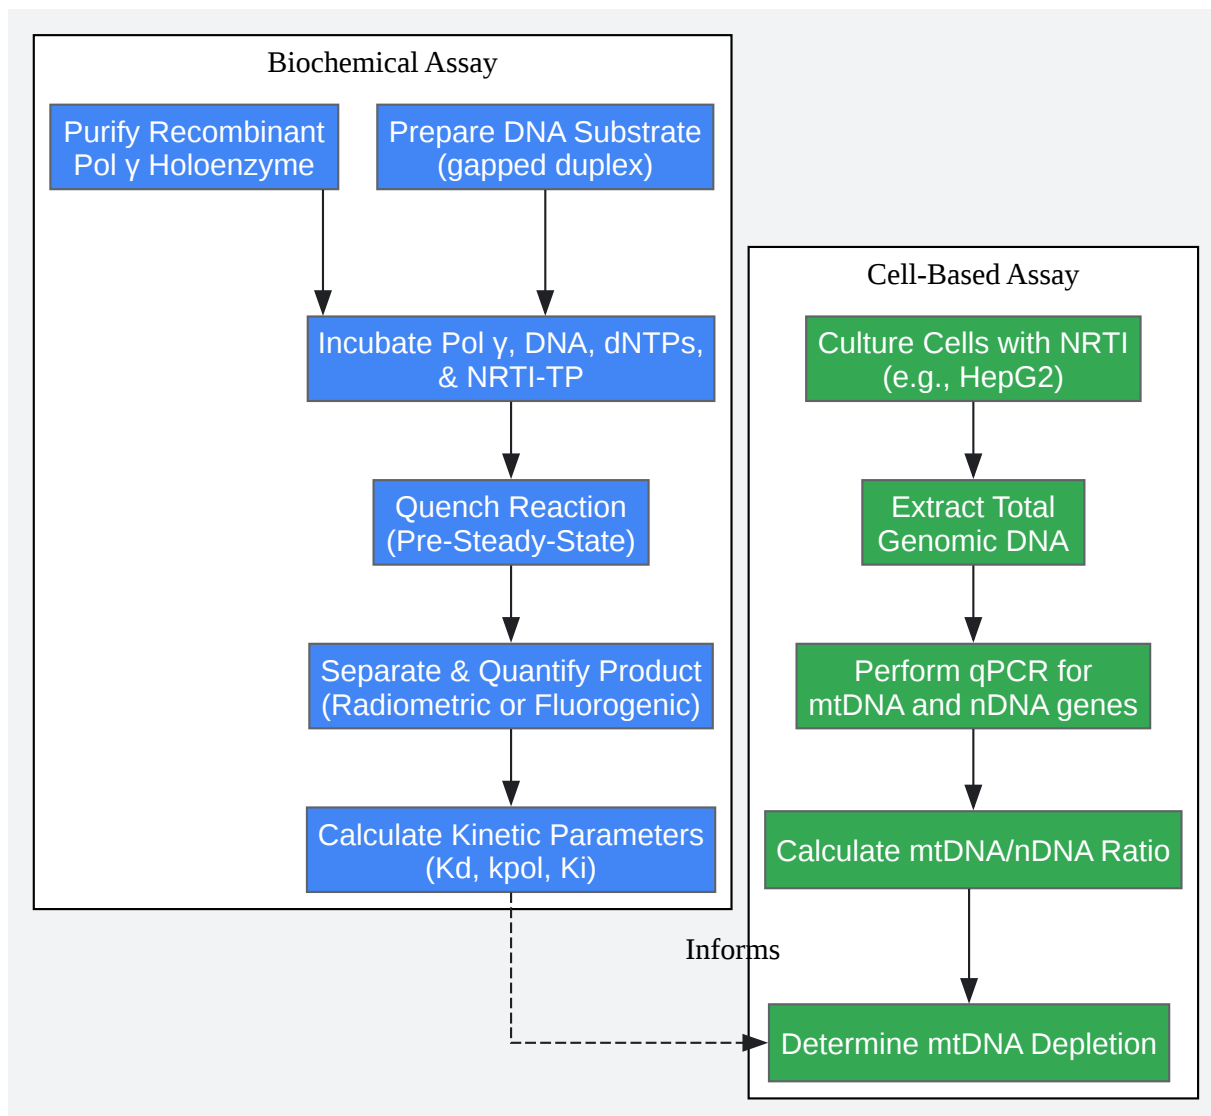 Biochemical Assay
Purify Recombinant
Pol γ Holoenzyme
Prepare DNA Substrate
(gapped duplex)
Incubate Pol γ, DNA, dNTPs,
& NRTI-TP
Quench Reaction
(Pre-Steady-State)
Separate & Quantify Product
(Radiometric or Fluorogenic)
Calculate Kinetic Parameters
(Kd, kpol, Ki)
Informs
Cell-Based Assay
Culture Cells with NRTI
(e.g., HepG2)
Extract Total
Genomic DNA
Perform qPCR for
mtDNA and nDNA genes
Calculate mtDNA/nDNA Ratio
Determine mtDNA Depletion